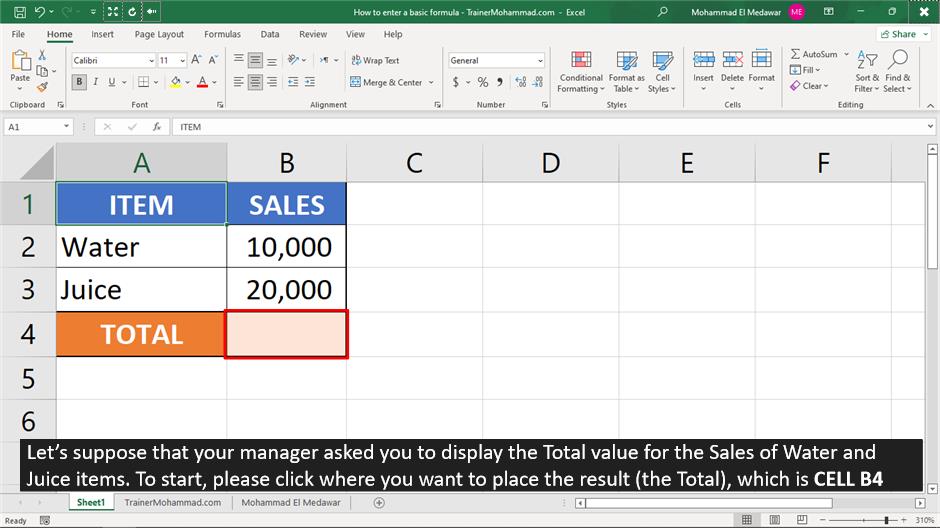 How to enter a basic formula - TrainerMohammad.com - Excel
Mohammad El Medawar ME
File Home Insert Page Layout Formulas Data Review View Help
Share
Paste
Calibri 11 A A
B I U A
Wrap Text
Merge & Center
General
$ % 9
Conditional Formatting
Format as Table
Cell Styles
Insert Delete Format
AutoSum
Fill
Clear
Sort & Filter
Find & Select
Clipboard Font Alignment Number Styles Cells Editing
A1 fx ITEM
A B C D E F
1 ITEM SALES
2 Water 10,000
3 Juice 20,000
4 TOTAL
5
6
Let’s suppose that your manager asked you to display the Total value for the Sales of Water and
Juice items. To start, please click where you want to place the result (the Total), which is CELL B4
Sheet1 TrainerMohammad.com Mohammad El Medawar
Ready 310%